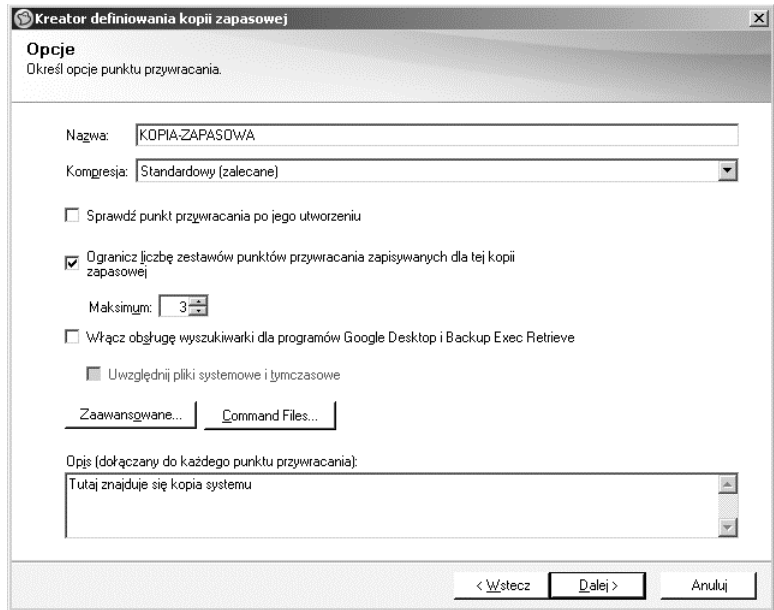 Kreator definiowania kopii zapasowej
Opcje
Określ opcje punktu przywracania.
Nazwa: KOPIA-ZAPASOWA
Kompresja: Standardowy (zalecane)
Sprawdź punkt przywracania po jego utworzeniu
Ogranicz liczbę zestawów punktów przywracania zapisywanych dla tej kopii
zapasowej
Maksimum: 3
Włącz obsługę wyszukiwarki dla programów Google Desktop i Backup Exec Retrieve
Uwzględnij pliki systemowe i tymczasowe
Zaawansowane... Command Files...
Opis (dołączany do każdego punktu przywracania):
Tutaj znajduje się kopia systemu
< Wstecz Dalej > Anuluj